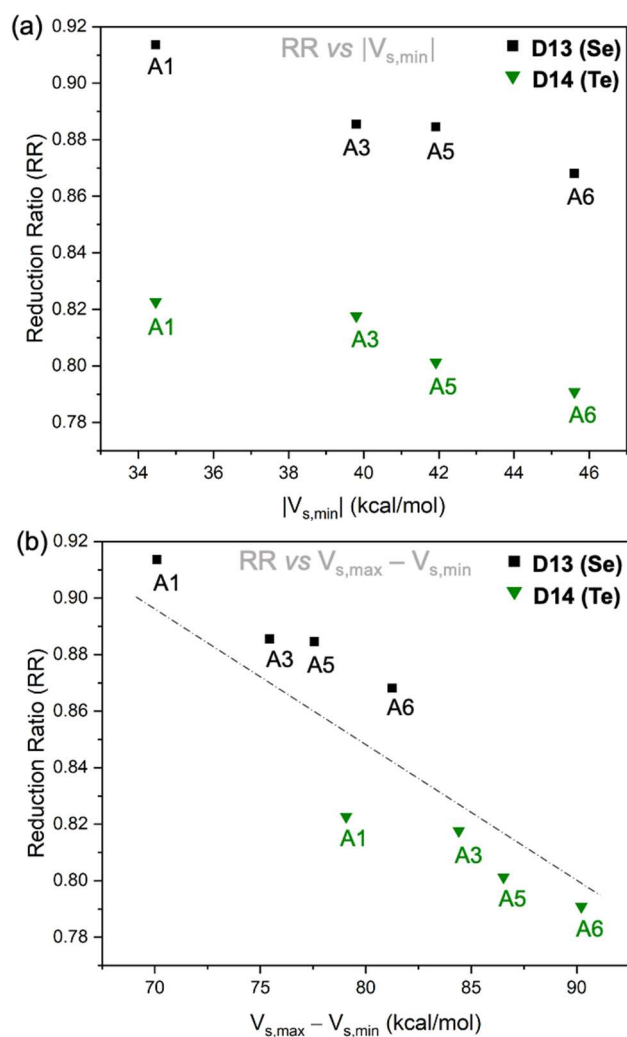 (a)
RR vs |Vs,min|
D13 (Se)
D14 (Te)
0.92
0.90
0.88
0.86
0.84
0.82
0.80
0.78
Reduction Ratio (RR)
A1
A3
A5
A6
A1
A3
A5
A6
34
36
38
40
42
44
46
|Vs,min| (kcal/mol)
(b)
RR vs Vs,max – Vs,min
D13 (Se)
D14 (Te)
0.92
0.90
0.88
0.86
0.84
0.82
0.80
0.78
Reduction Ratio (RR)
A1
A3
A5
A6
A1
A3
A5
A6
70
75
80
85
90
Vs,max – Vs,min (kcal/mol)